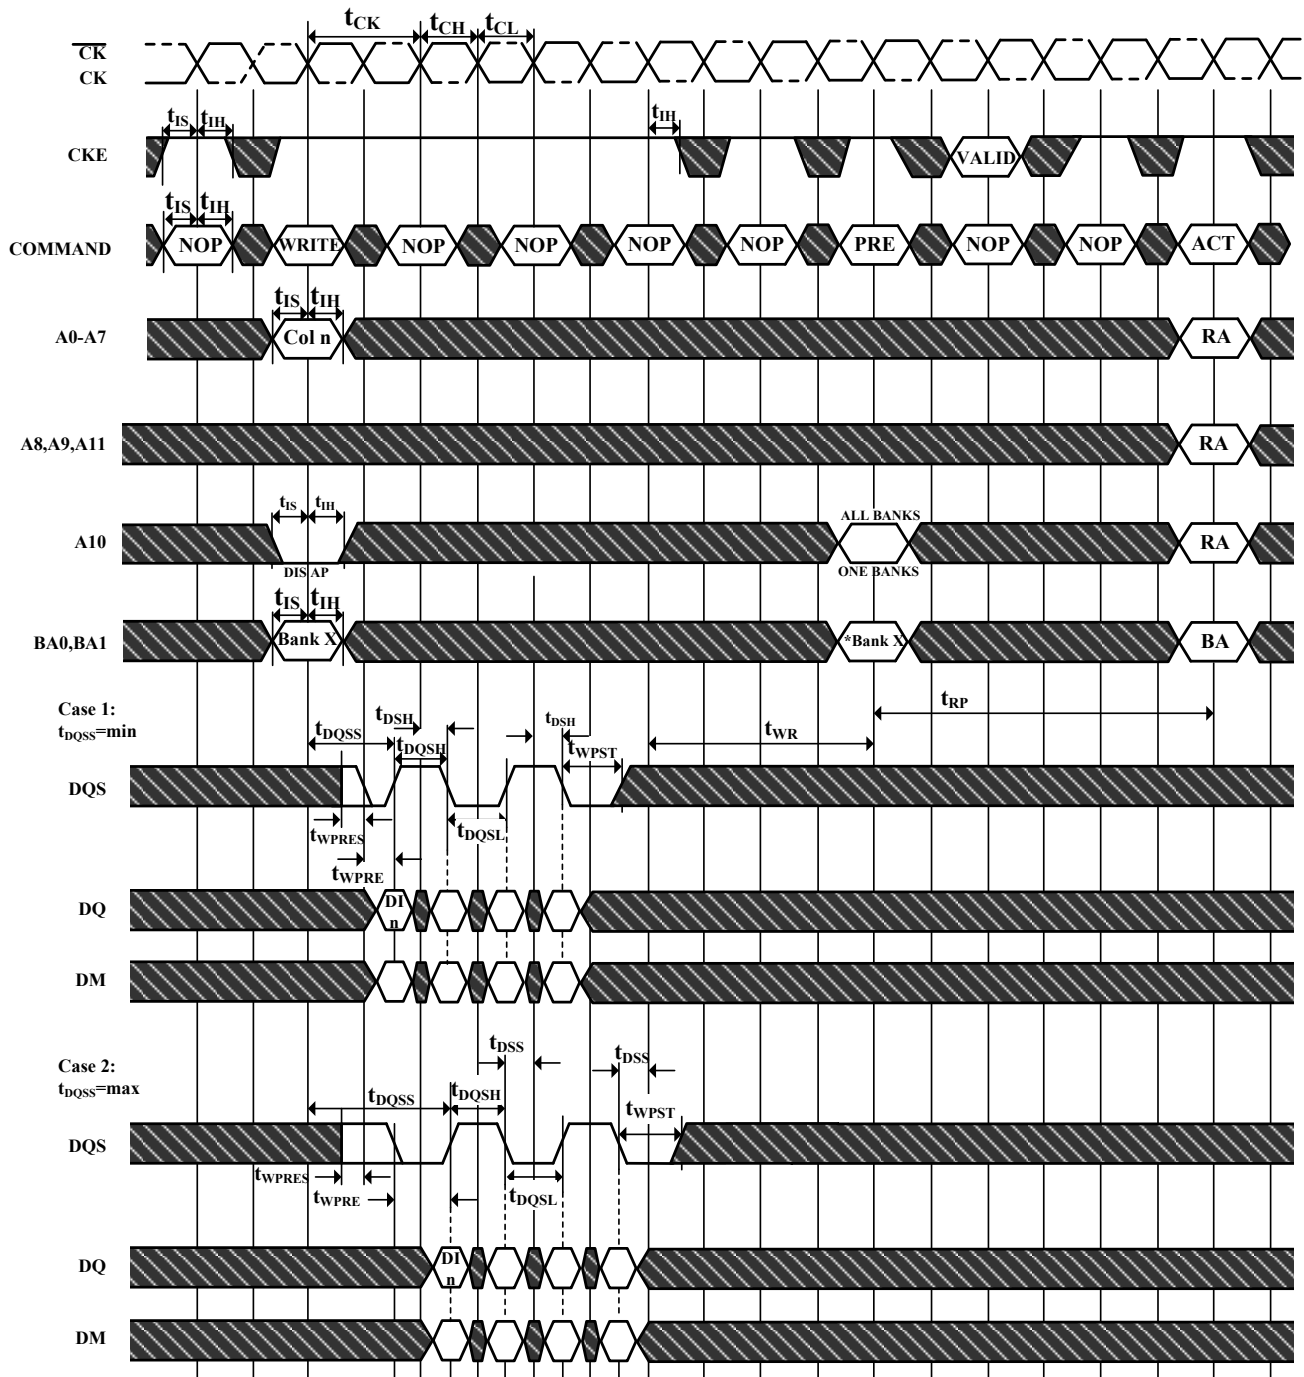 tCK tCH tCL
CK
CK
tIS tIH tIH
CKE VALID
tIS tIH
COMMAND NOP WRITE NOP NOP NOP NOP PRE NOP NOP ACT
tIS tIH
A0-A7 Col n RA
A8,A9,A11 RA
tIS tIH ALL BANKS
A10 RA
DIS AP ONE BANKS
tIS tIH
BA0,BA1 Bank X *Bank X BA
Case 1:
tDQSS=min
tDSH tDSH tRP
tDQSS tDQSH tWPST tWR
DQS
tWPRES tDQSL
tWPRE
DQ DI
n
DM
Case 2:
tDQSS=max
tDSS tDSS
tDQSS tDQSH tWPST
DQS
tWPRES tWPRE tDQSL
DQ DI
n
DM